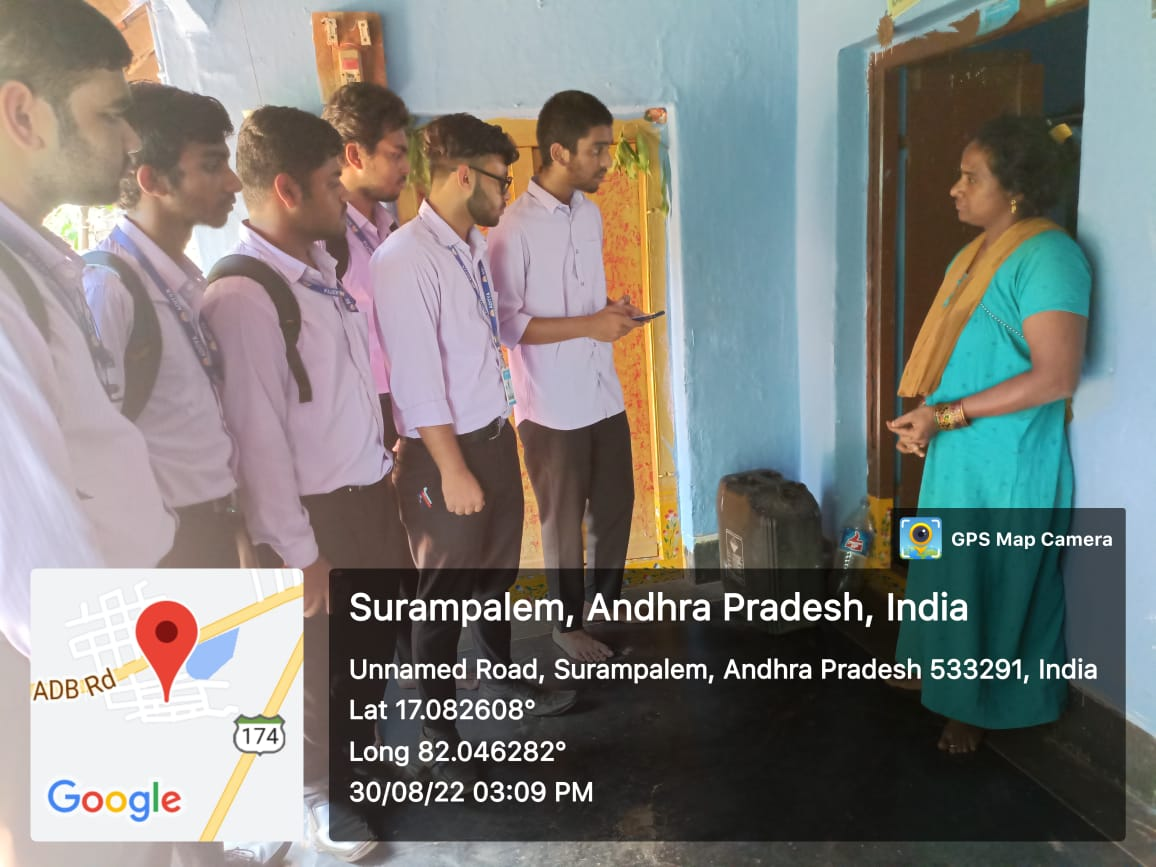 GPS Map Camera
Surampalem, Andhra Pradesh, India
Unnamed Road, Surampalem, Andhra Pradesh 533291, India
Lat 17.082608°
Long 82.046282°
30/08/22 03:09 PM
ADB Rd
174
Google